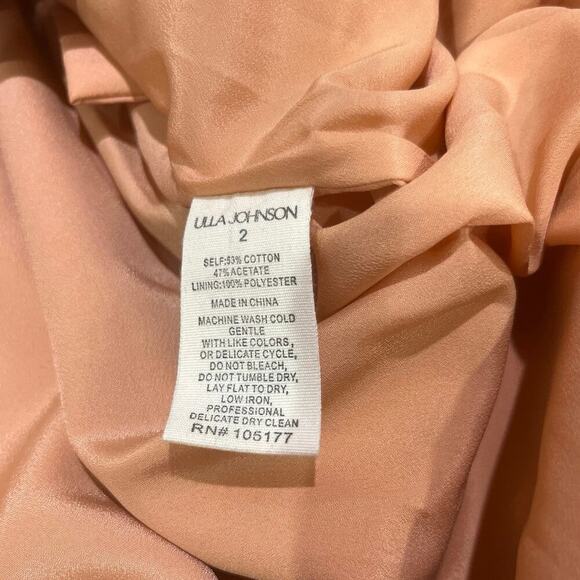 ULLA JOHNSON
2
SELF:53% COTTON
47% ACETATE
LINING:100% POLYESTER
MADE IN CHINA
MACHINE WASH COLD
GENTLE
WITH LIKE COLORS,
OR DELICATE CYCLE,
DO NOT BLEACH,
DO NOT TUMBLE DRY,
LAY FLAT TO DRY,
LOW IRON,
PROFESSIONAL
DELICATE DRY CLEAN
RN# 105177